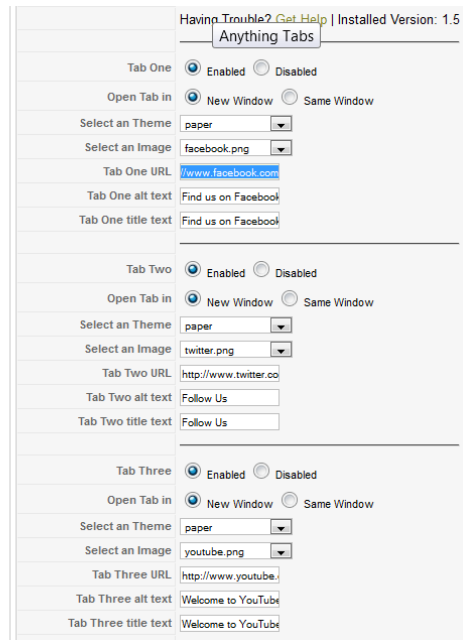 Having Trouble? Get Help | Installed Version: 1.5
Anything Tabs
Tab One Enabled Disabled
Open Tab in New Window Same Window
Select an Theme paper
Select an Image facebook.png
Tab One URL //www.facebook.com
Tab One alt text Find us on Facebook
Tab One title text Find us on Facebook
Tab Two Enabled Disabled
Open Tab in New Window Same Window
Select an Theme paper
Select an Image twitter.png
Tab Two URL http://www.twitter.co
Tab Two alt text Follow Us
Tab Two title text Follow Us
Tab Three Enabled Disabled
Open Tab in New Window Same Window
Select an Theme paper
Select an Image youtube.png
Tab Three URL http://www.youtube.
Tab Three alt text Welcome to YouTube
Tab Three title text Welcome to YouTube